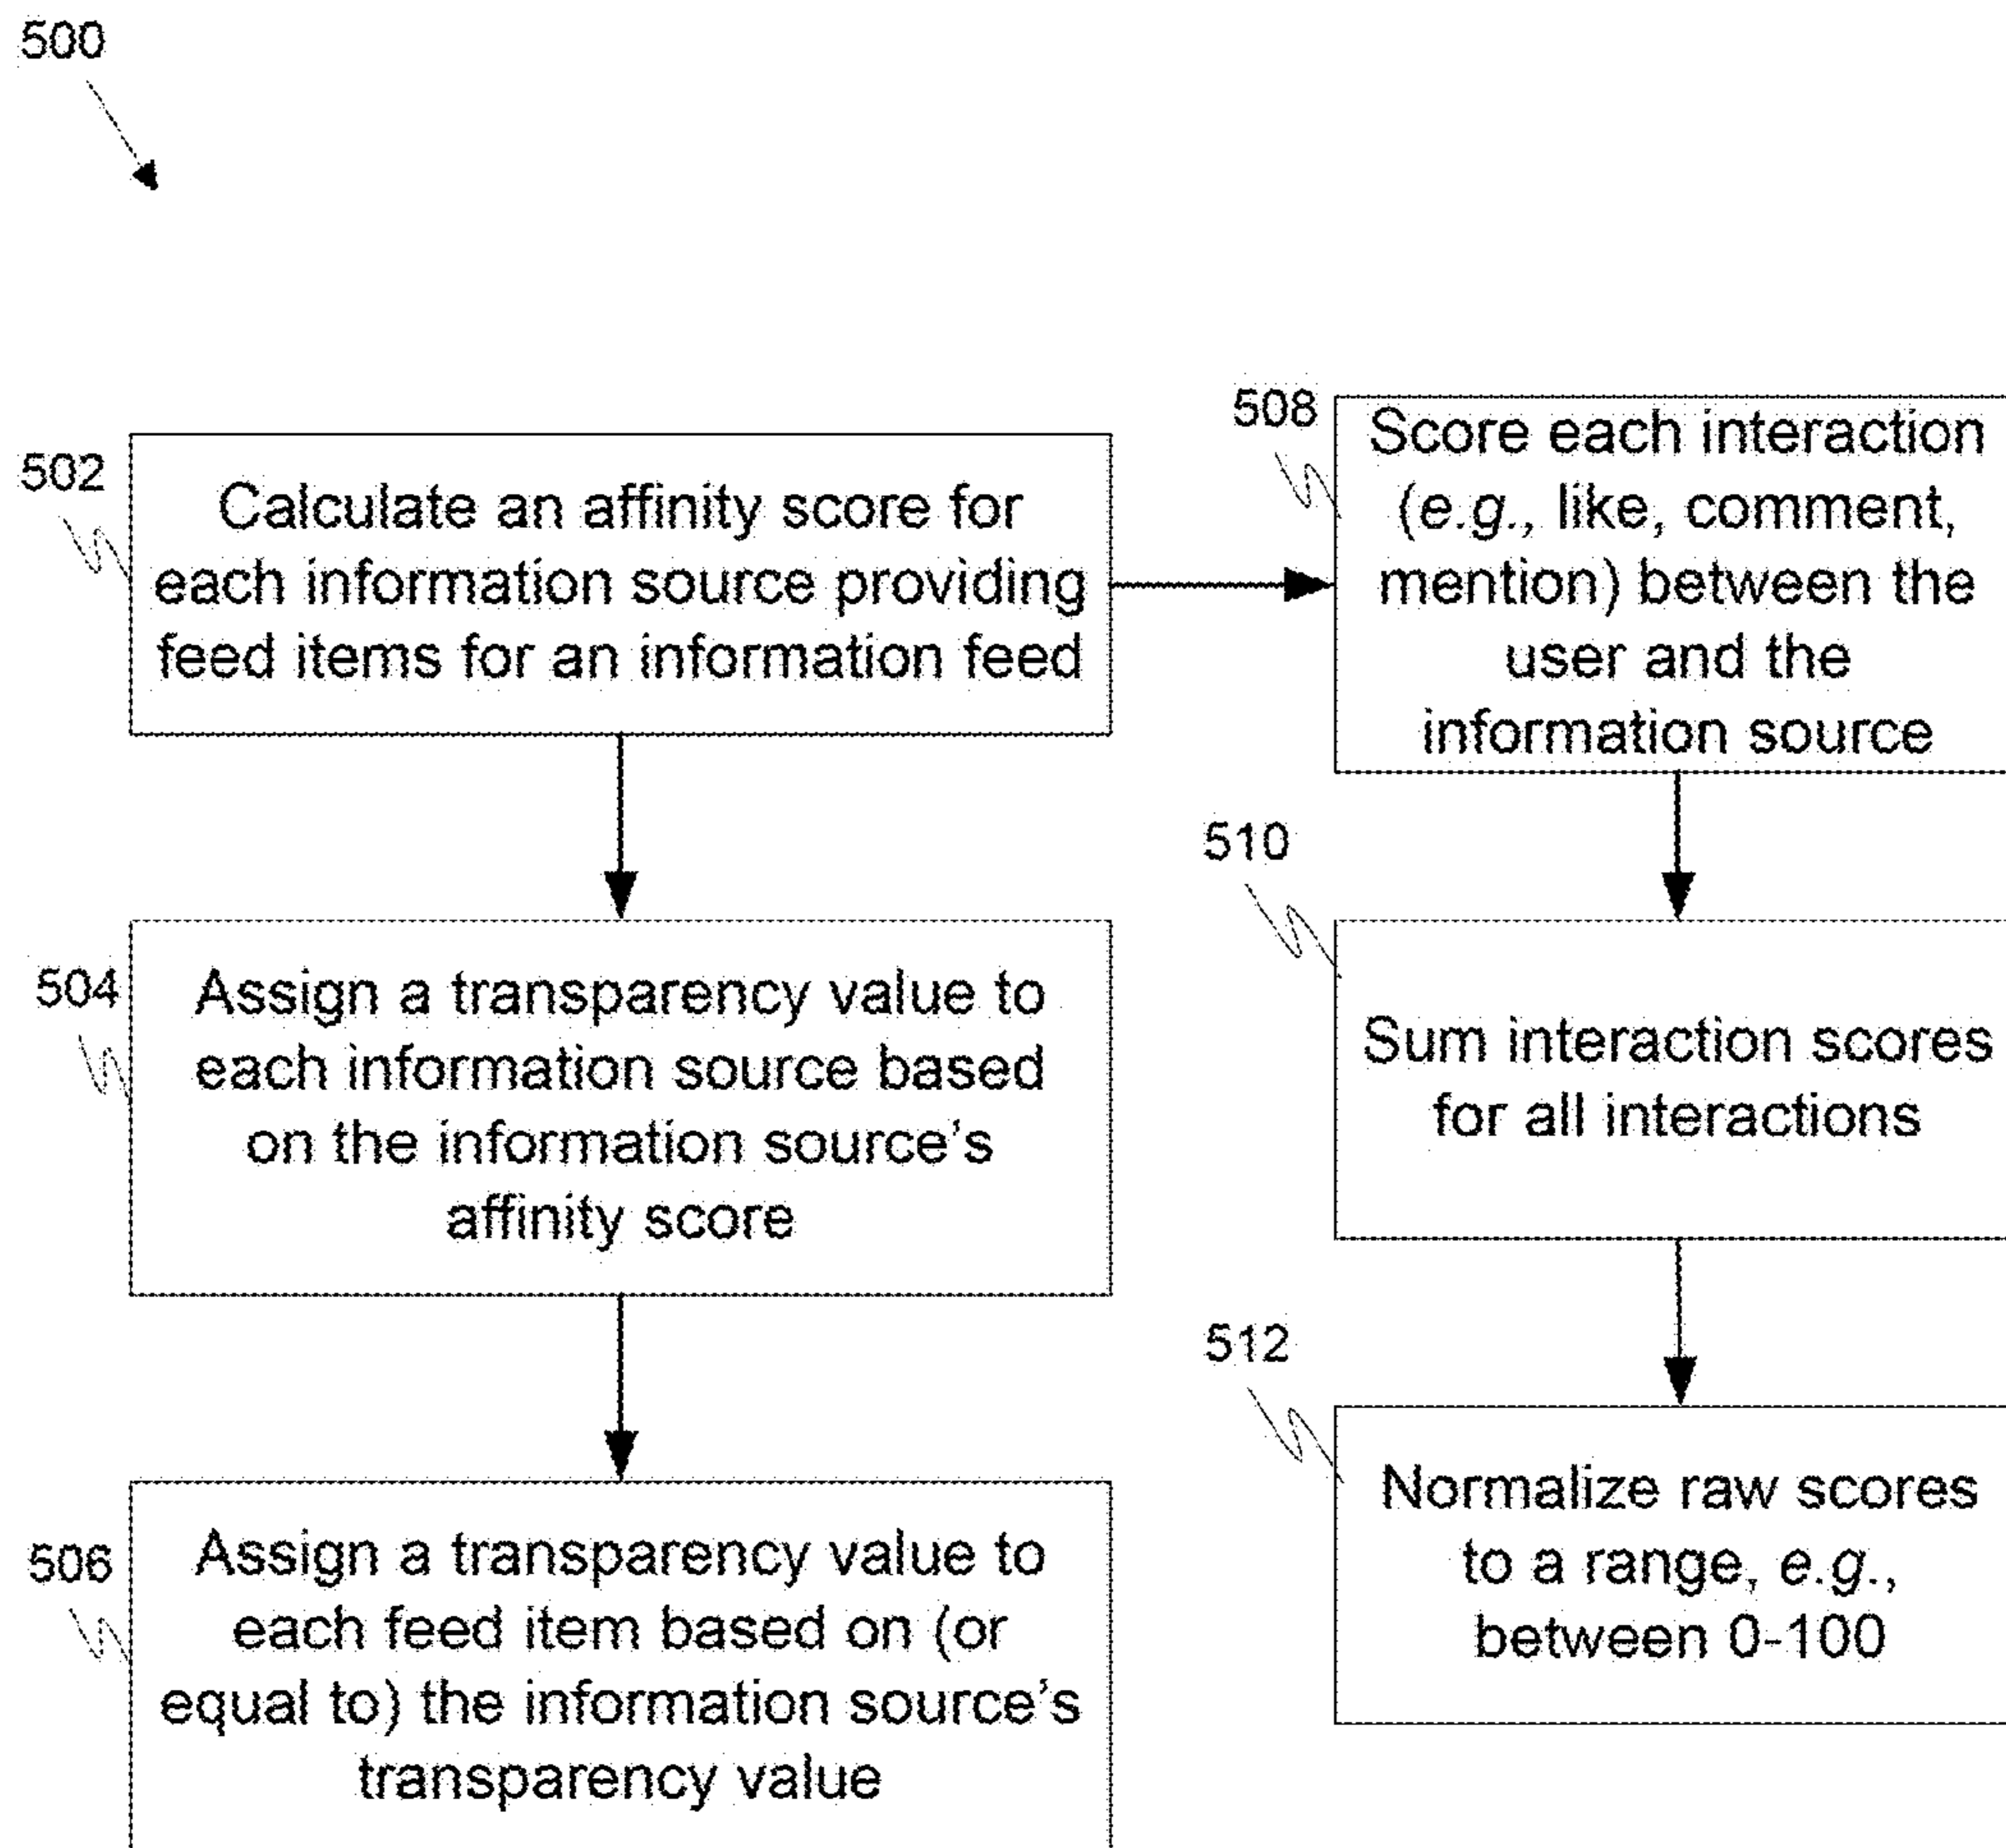 500
502
Calculate an affinity score for
each information source providing
feed items for an information feed
504
Assign a transparency value to
each information source based
on the information source's
affinity score
506
Assign a transparency value to
each feed item based on (or
equal to) the information source's
transparency value
508
Score each interaction
(e.g., like, comment,
mention) between the
user and the
information source
510
Sum interaction scores
for all interactions
512
Normalize raw scores
to a range, e.g.,
between 0-100